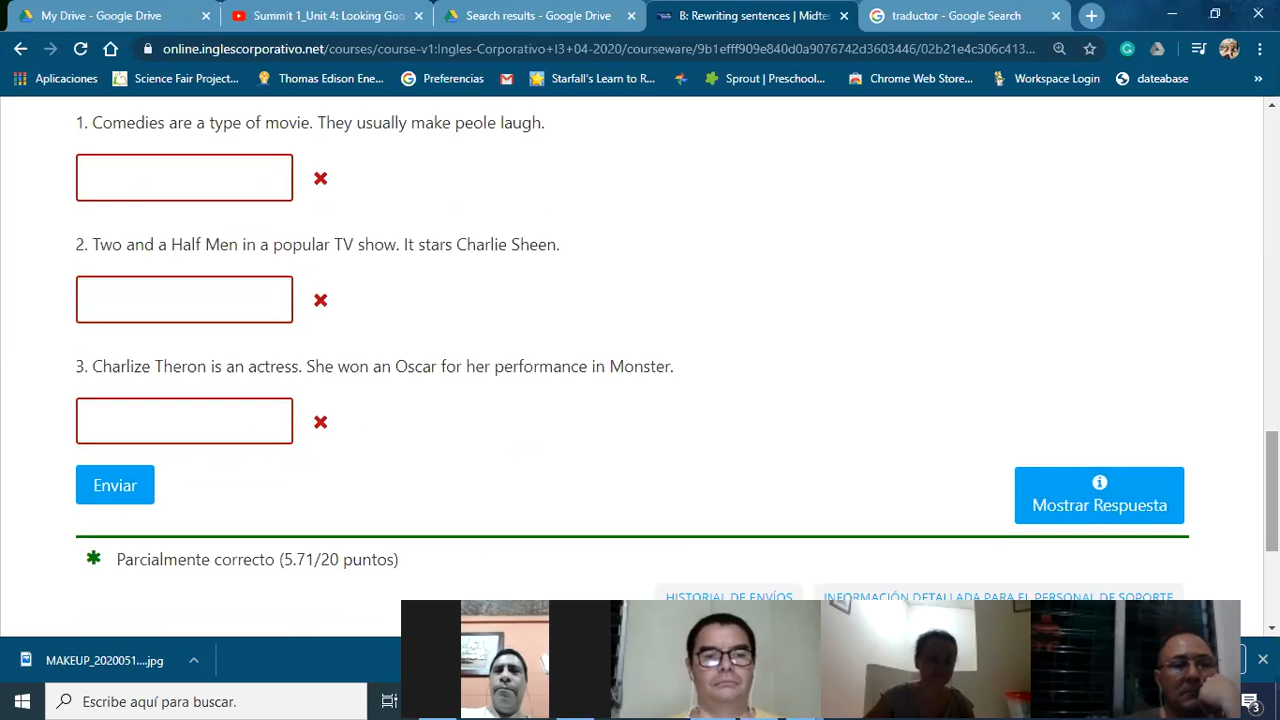 My Drive - Google Drive
Summit 1_Unit 4: Looking Goo
Search results - Google Drive
B: Rewriting sentences | Midter
traductor - Google Search
online.inglescorporativo.net/courses/course-v1:Ingles-Corporativo+I3+04-2020/courseware/9b1efff909e840d0a9076742d3603446/02b21e4c306c413...
Aplicaciones
Science Fair Project...
Thomas Edison Ene...
Preferencias
Starfall's Learn to R...
Sprout | Preschool...
Chrome Web Store...
Workspace Login
dateabase
1. Comedies are a type of movie. They usually make peole laugh.
2. Two and a Half Men in a popular TV show. It stars Charlie Sheen.
3. Charlize Theron is an actress. She won an Oscar for her performance in Monster.
Enviar
Mostrar Respuesta
Parcialmente correcto (5.71/20 puntos)
HISTORIAL DE ENVÍOS
INFORMACIÓN DETALLADA PARA EL PERSONAL DE SOPORTE
MAKEUP_2020051....jpg
Escribe aquí para buscar.
3